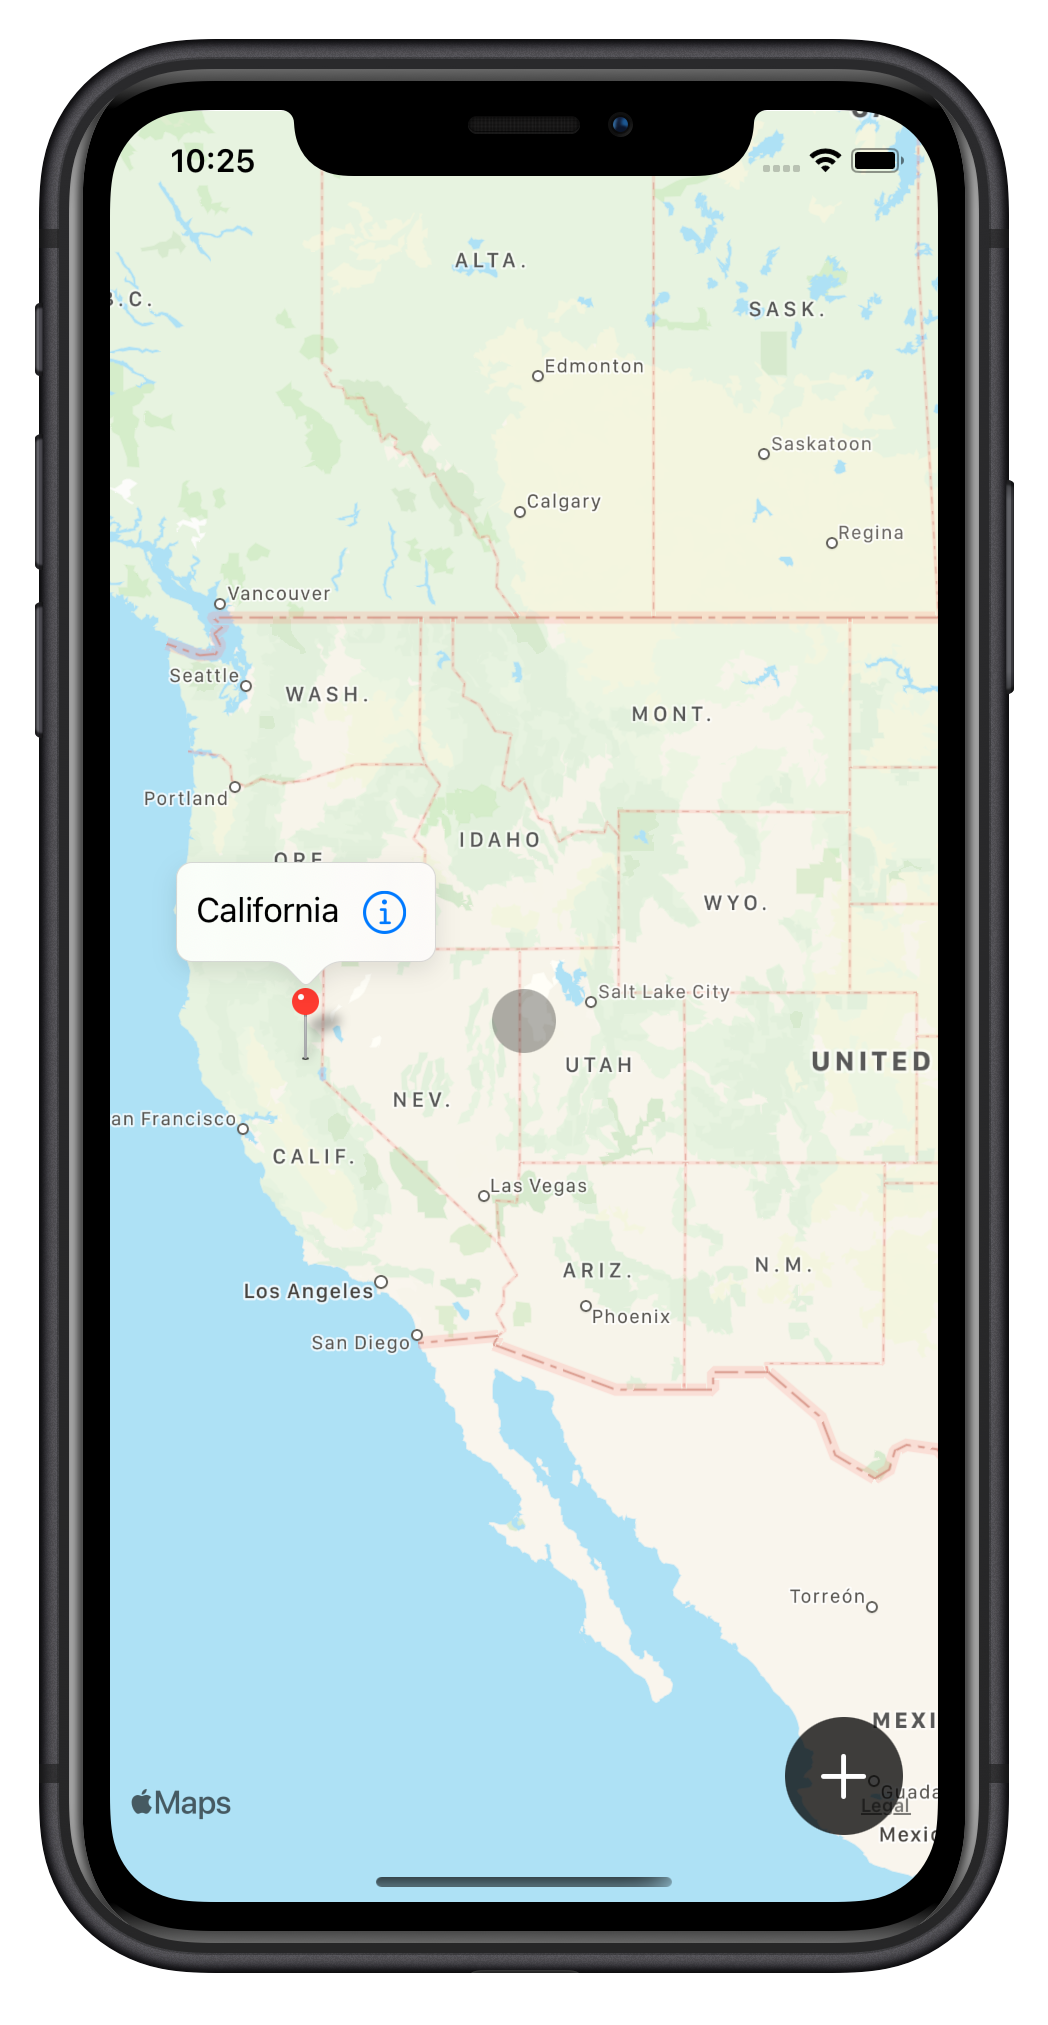 10:25
ALTA.
B.C.
SASK.
Edmonton
Saskatoon
Calgary
Regina
Vancouver
Seattle
WASH.
MONT.
Portland
IDAHO
ORE.
WYO.
California
Salt Lake City
UTAH
UNITED
NEV.
an Francisco
CALIF.
Las Vegas
ARIZ.
N.M.
Los Angeles
Phoenix
San Diego
Torreón
MEXI
Guada
Maps
Legal
Mexic